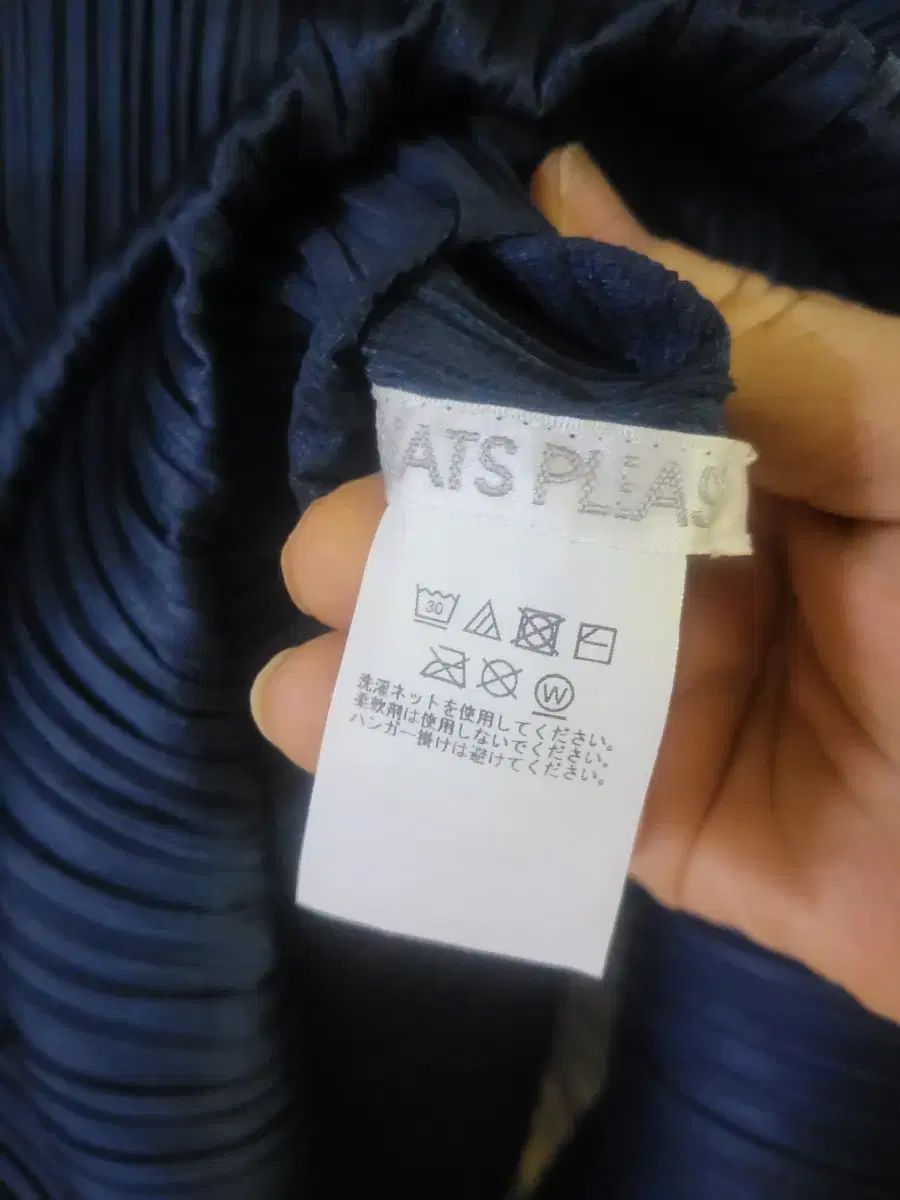 ATS PLEAS
30
W
洗濯ネットを使用してください。
柔軟剤は使用しないでください。
ハンガー掛けは避けてください。